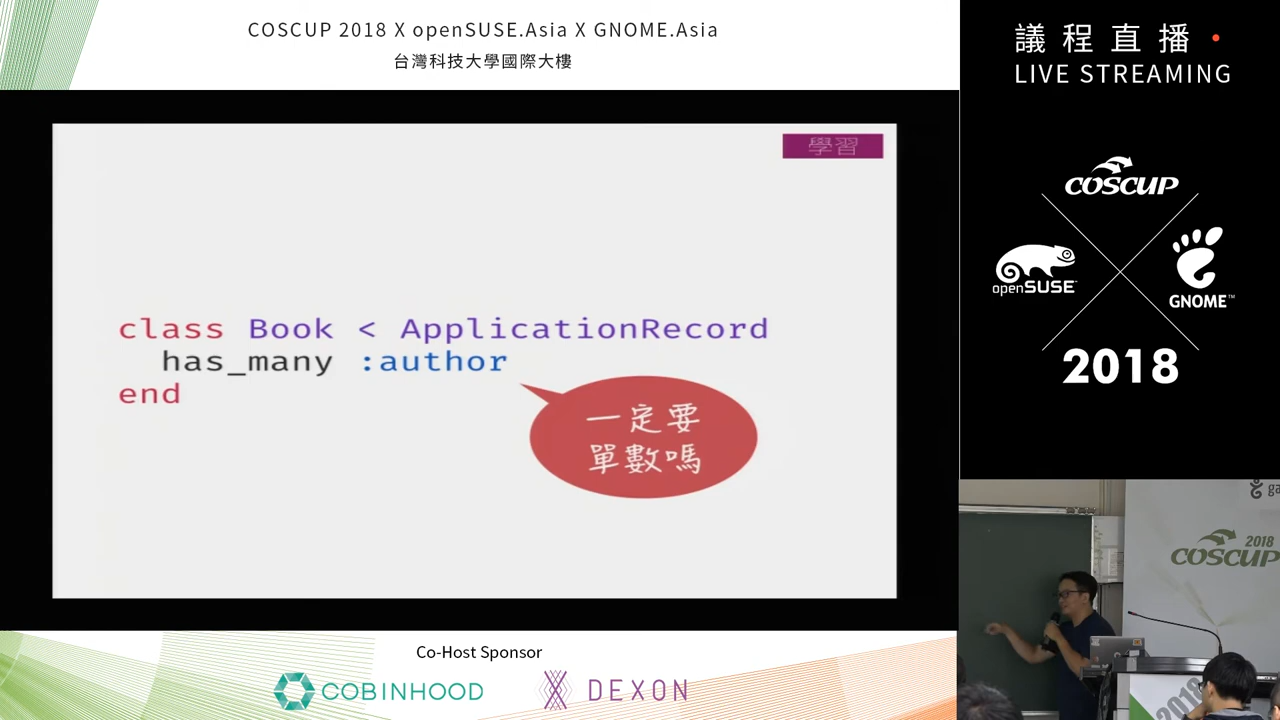 COSCUP 2018 X openSUSE.Asia X GNOME.Asia
台灣科技大學國際大樓
議程直播
LIVE STREAMING
學習
class Book < ApplicationRecord
has_many :author
end
一定要
單數嗎
COSCUP
openSUSE
GNOME™
2018
2018
COSCUP
2018
Co-Host Sponsor
COBINHOOD
DEXON